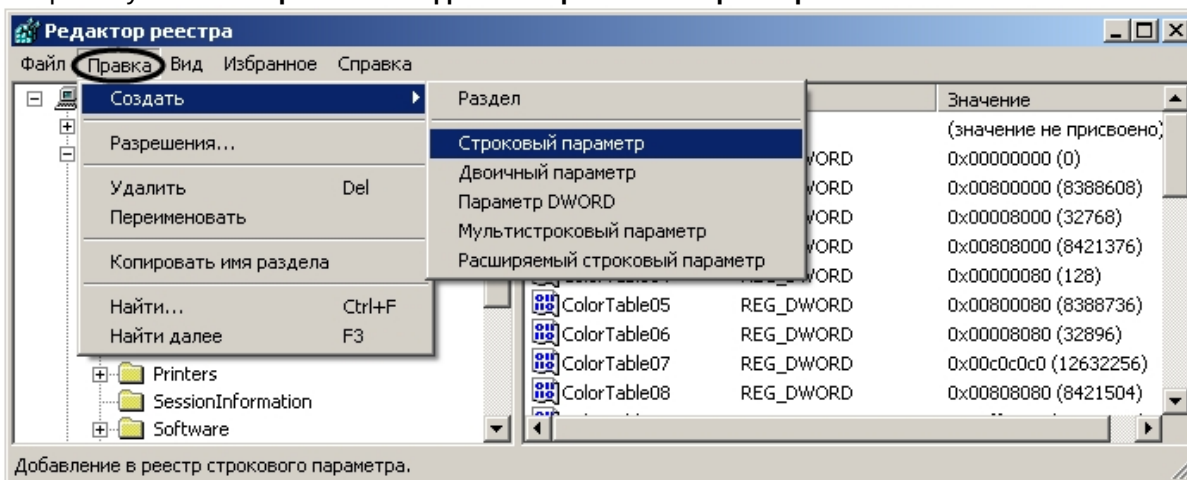 Редактор реестра
Файл Правка Вид Избранное Справка
Создать
Разрешения...
Удалить Del
Переименовать
Копировать имя раздела
Найти... Ctrl+F
Найти далее F3
Раздел
Строковый параметр
Двоичный параметр
Параметр DWORD
Мультистроковый параметр
Расширяемый строковый параметр
Значение
(значение не присвоено)
0x00000000 (0)
0x00800000 (8388608)
0x00008000 (32768)
0x00808000 (8421376)
0x00000080 (128)
ColorTable05 REG_DWORD 0x00800080 (8388736)
ColorTable06 REG_DWORD 0x00008080 (32896)
ColorTable07 REG_DWORD 0x00c0c0c0 (12632256)
ColorTable08 REG_DWORD 0x00808080 (8421504)
Printers
SessionInformation
Software
Добавление в реестр строкового параметра.